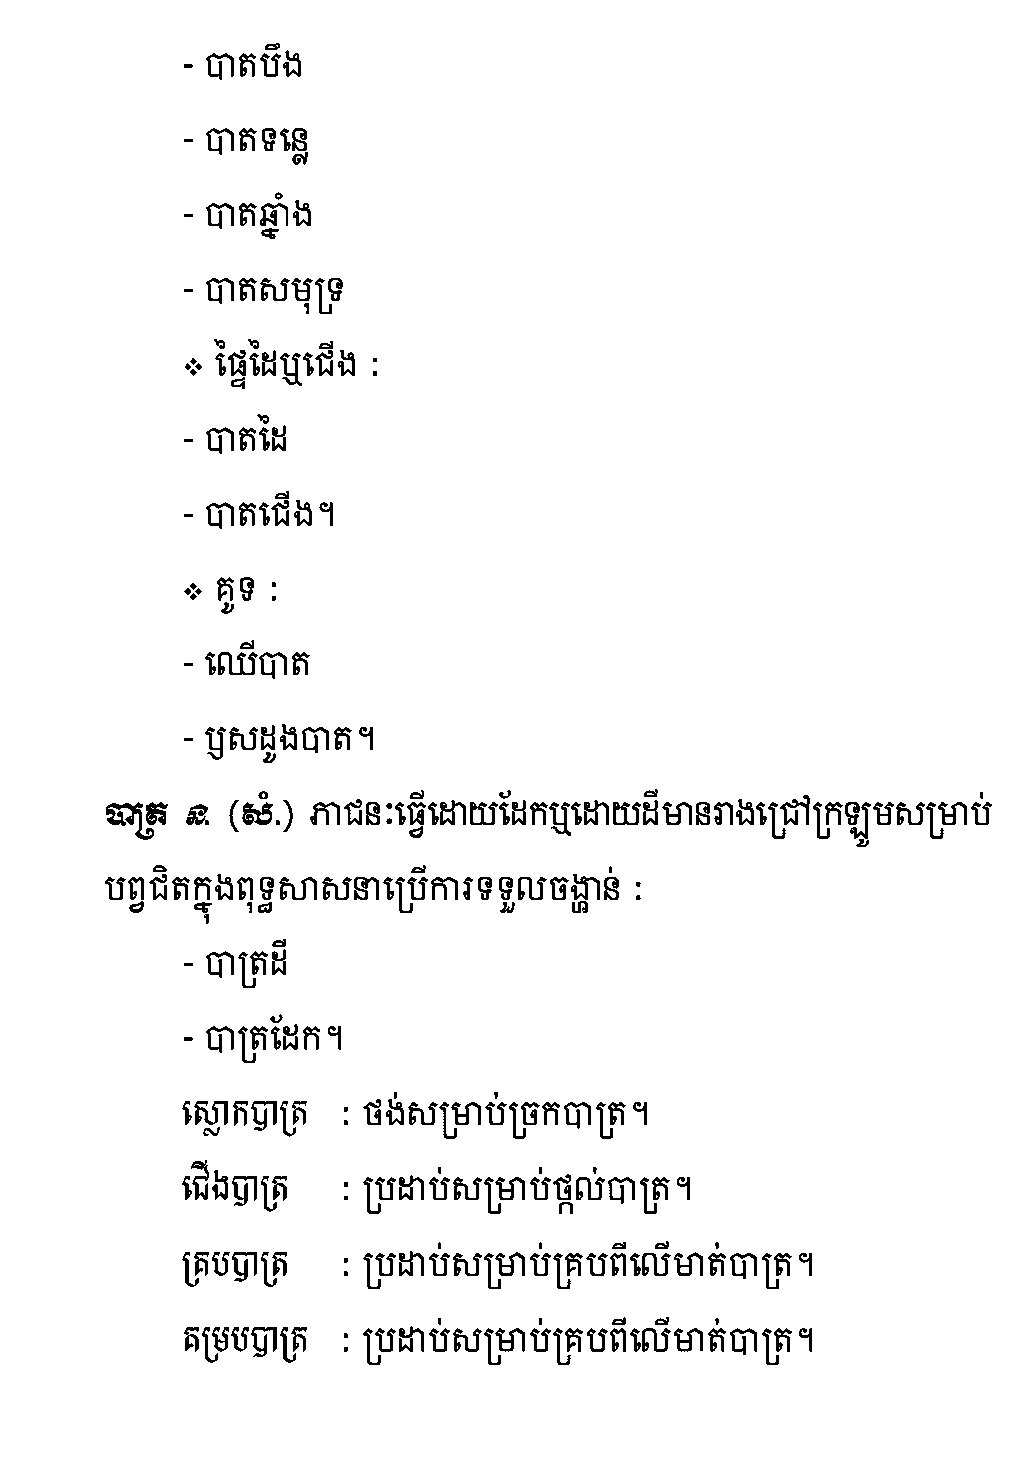 - បាតបឹង
- បាតទន្លេ
- បាតឆ្នាំង
- បាតសមុទ្រ
❖ ផ្ទៃដៃឬជើង :
- បាតដៃ
- បាតជើង។
❖ គូទ :
- ឈើបាត
- ឫសដូងបាត។
បាត្រ ន. (សំ.) ភាជនៈធ្វើដោយដែកឬដោយដីមានរាងជ្រៅក្រឡូមសម្រាប់
បព្វជិតក្នុងពុទ្ធសាសនាប្រើការទទួលចង្ហាន់ :
- បាត្រដី
- បាត្រដែក។
ស្លោកបាត្រ : ថង់សម្រាប់ច្រកបាត្រ។
ជើងបាត្រ : ប្រដាប់សម្រាប់ថ្កល់បាត្រ។
គ្របបាត្រ : ប្រដាប់សម្រាប់គ្របពីលើមាត់បាត្រ។
គម្របបាត្រ : ប្រដាប់សម្រាប់គ្របពីលើមាត់បាត្រ។